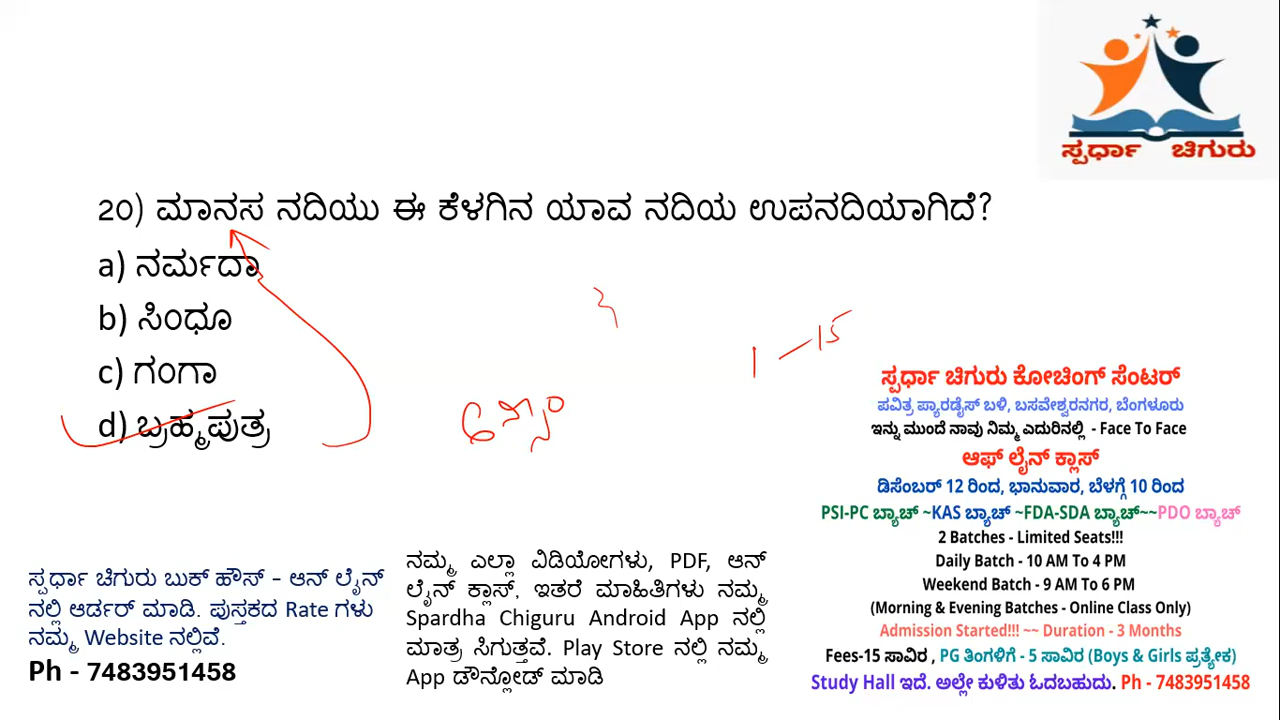 ಸ್ಪರ್ಧಾ ಚಿಗುರು
20) ಮಾನಸ ನದಿಯು ಈ ಕೆಳಗಿನ ಯಾವ ನದಿಯ ಉಪನದಿಯಾಗಿದೆ?
a) ನರ್ಮದಾ
b) ಸಿಂಧೂ
c) ಗಂಗಾ
d) ಬ್ರಹ್ಮಪುತ್ರ
1 – 15
ಸ್ಪರ್ಧಾ ಚಿಗುರು ಕೋಚಿಂಗ್ ಸೆಂಟರ್
ಪವಿತ್ರ ಪ್ಯಾರಡೈಸ್ ಬಳಿ, ಬಸವೇಶ್ವರನಗರ, ಬೆಂಗಳೂರು
ಇನ್ನು ಮುಂದೆ ನಾವು ನಿಮ್ಮ ಎದುರಿನಲ್ಲಿ - Face To Face
ಆಫ್ ಲೈನ್ ಕ್ಲಾಸ್
ಡಿಸೆಂಬರ್ 12 ರಿಂದ, ಭಾನುವಾರ, ಬೆಳಗ್ಗೆ 10 ರಿಂದ
PSI-PC ಬ್ಯಾಚ್ ~KAS ಬ್ಯಾಚ್ ~FDA-SDA ಬ್ಯಾಚ್~~PDO ಬ್ಯಾಚ್
2 Batches - Limited Seats!!!
Daily Batch - 10 AM To 4 PM
Weekend Batch - 9 AM To 6 PM
(Morning & Evening Batches - Online Class Only)
Admission Started!!! ~~ Duration - 3 Months
Fees-15 ಸಾವಿರ , PG ತಿಂಗಳಿಗೆ - 5 ಸಾವಿರ (Boys & Girls ಪ್ರತ್ಯೇಕ)
Study Hall ಇದೆ. ಅಲ್ಲೇ ಕುಳಿತು ಓದಬಹುದು. Ph - 7483951458
ಸ್ಪರ್ಧಾ ಚಿಗುರು ಬುಕ್ ಹೌಸ್ – ಆನ್ ಲೈನ್
ನಲ್ಲಿ ಆರ್ಡರ್ ಮಾಡಿ. ಪುಸ್ತಕದ Rate ಗಳು
ನಮ್ಮ Website ನಲ್ಲಿವೆ.
Ph - 7483951458
ನಮ್ಮ ಎಲ್ಲಾ ವಿಡಿಯೋಗಳು, PDF, ಆನ್
ಲೈನ್ ಕ್ಲಾಸ್, ಇತರೆ ಮಾಹಿತಿಗಳು ನಮ್ಮ
Spardha Chiguru Android App ನಲ್ಲಿ
ಮಾತ್ರ ಸಿಗುತ್ತವೆ. Play Store ನಲ್ಲಿ ನಮ್ಮ
App ಡೌನ್ಲೋಡ್ ಮಾಡಿ